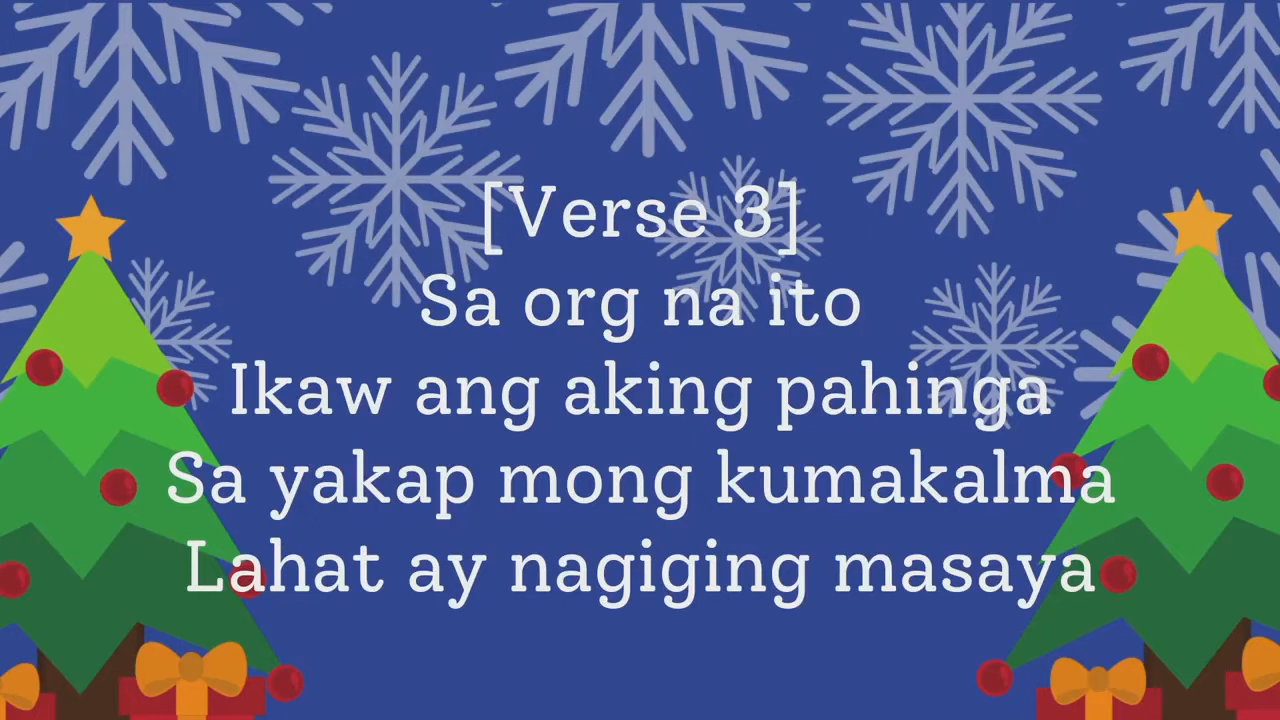 [Verse 3]
Sa org na ito
Ikaw ang aking pahinga
Sa yakap mong kumakalma
Lahat ay nagiging masaya